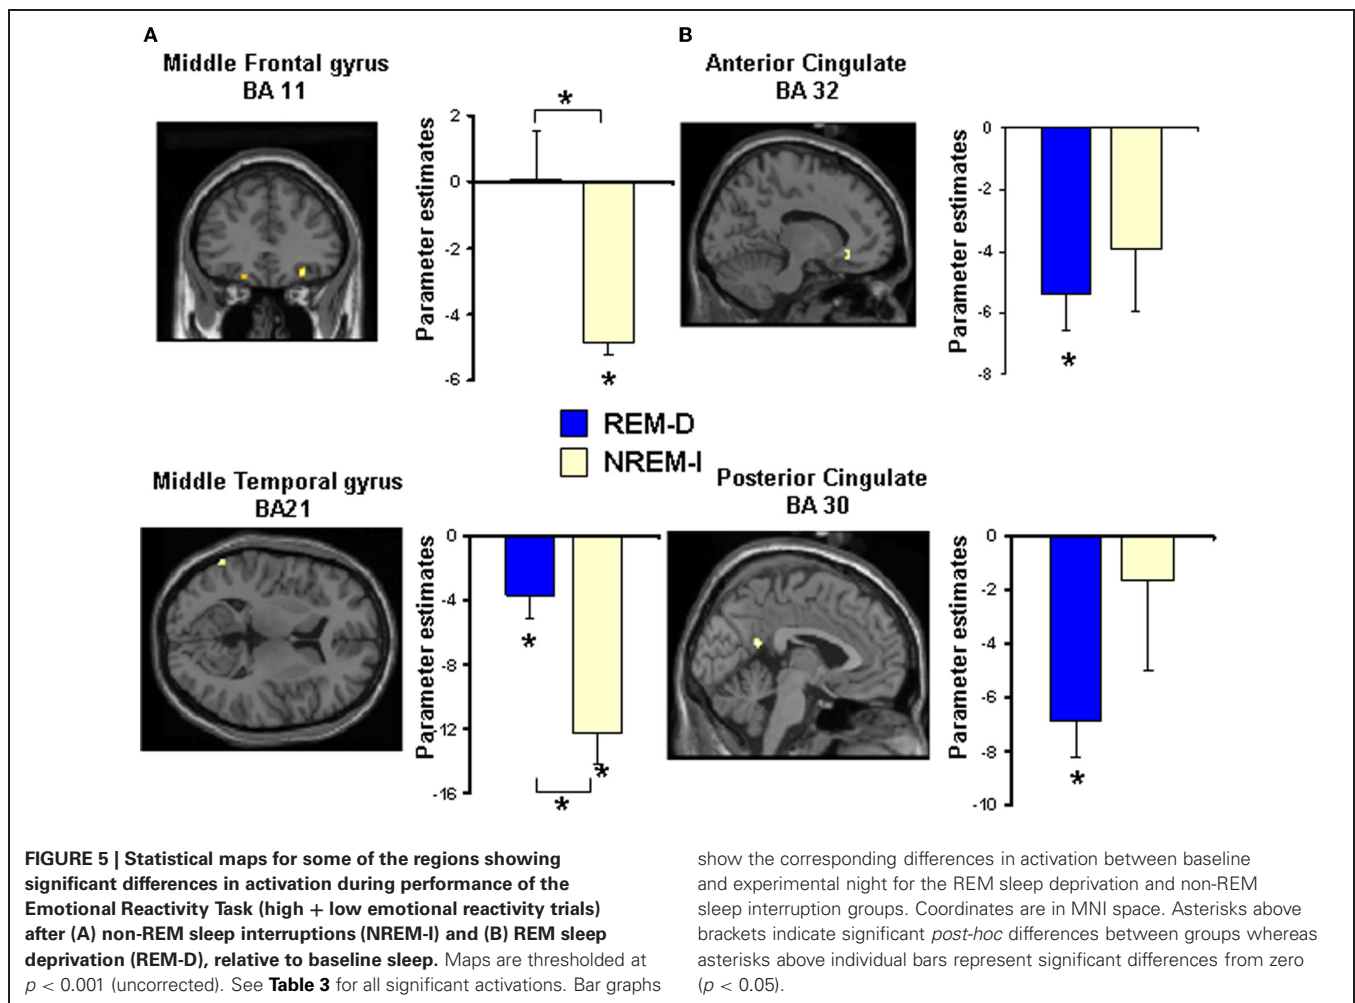 A
Middle Frontal gyrus
BA 11
*
2
0
-2
-4
-6
Parameter estimates
*
B
Anterior Cingulate
BA 32
0
-2
-4
-6
-8
Parameter estimates
*
REM-D
NREM-I
Middle Temporal gyrus
BA21
0
-4
-8
-12
-16
Parameter estimates
*
*
*
Posterior Cingulate
BA 30
0
-2
-4
-6
-8
-10
Parameter estimates
*
FIGURE 5 | Statistical maps for some of the regions showing
significant differences in activation during performance of the
Emotional Reactivity Task (high + low emotional reactivity trials)
after (A) non-REM sleep interruptions (NREM-I) and (B) REM sleep
deprivation (REM-D), relative to baseline sleep. Maps are thresholded at
p < 0.001 (uncorrected). See Table 3 for all significant activations. Bar graphs
show the corresponding differences in activation between baseline
and experimental night for the REM sleep deprivation and non-REM
sleep interruption groups. Coordinates are in MNI space. Asterisks above
brackets indicate significant post-hoc differences between groups whereas
asterisks above individual bars represent significant differences from zero
(p < 0.05).